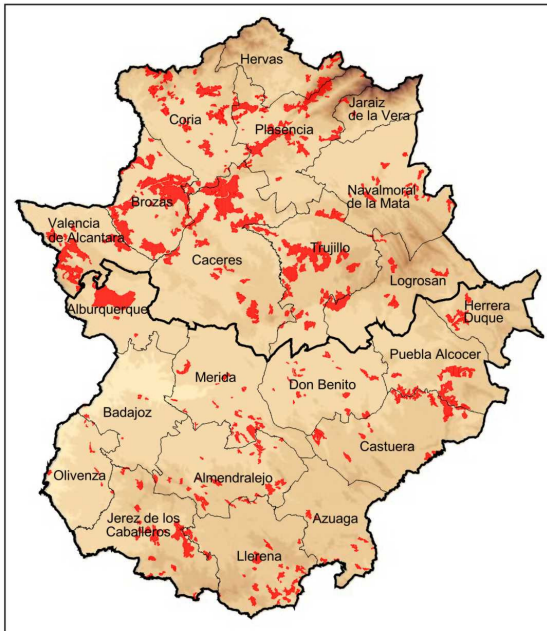 Hervas
Jaraiz
de la Vera
Coria
Plasencia
Navalmoral
de la Mata
Brozas
Valencia
de Alcantara
Trujillo
Caceres
Logrosan
Alburquerque
Herrera
Duque
Puebla Alcocer
Merida
Don Benito
Badajoz
Castuera
Olivenza
Almendralejo
Azuaga
Jerez de los
Caballeros
Llerena